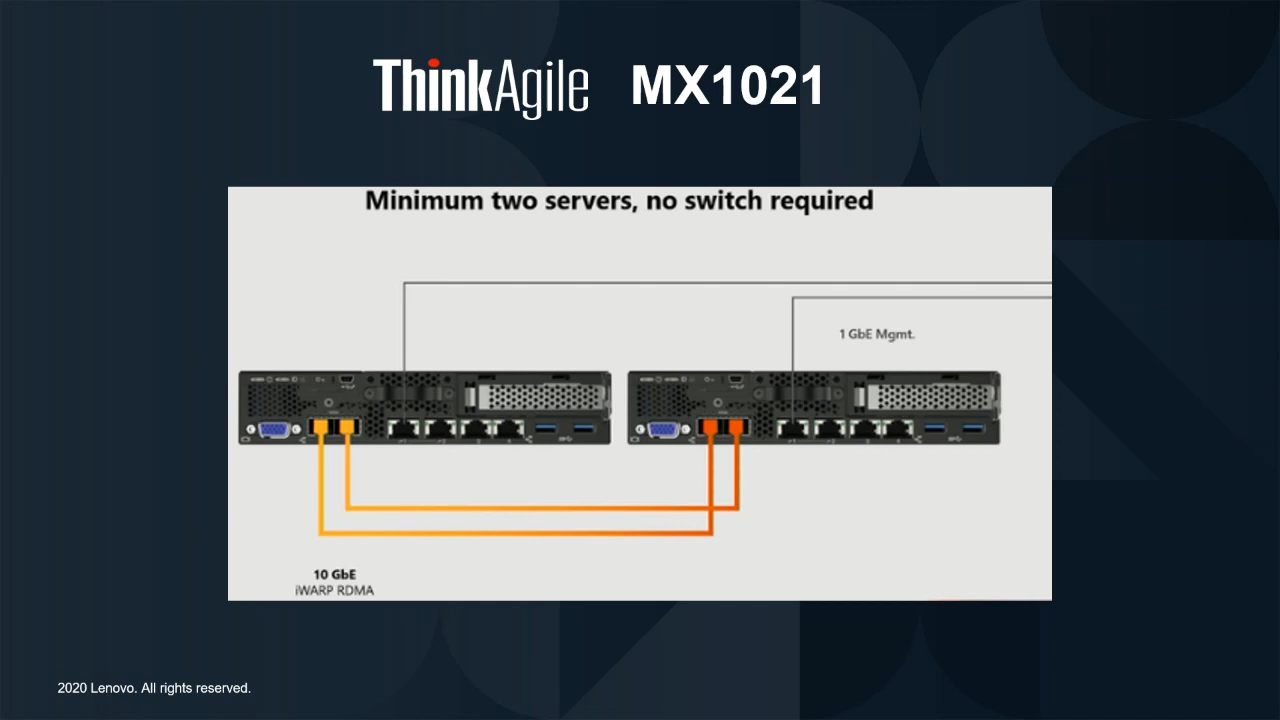 ThinkAgile MX1021
Minimum two servers, no switch required
1 GbE Mgmt.
10 GbE
iWARP RDMA
2020 Lenovo. All rights reserved.